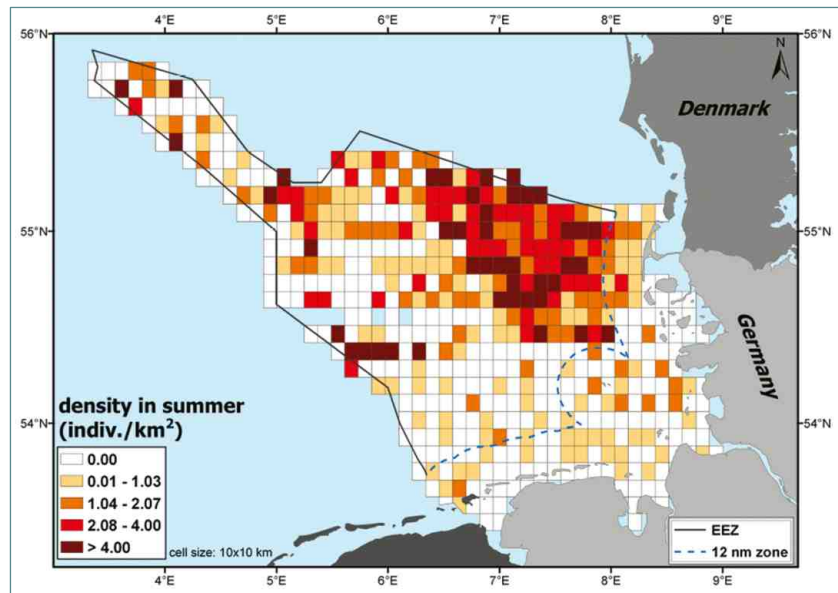 4°E 5°E 6°E 7°E 8°E 9°E
56°N 56°N
N
Denmark
55°N 55°N
Germany
54°N 54°N
density in summer
(indiv./km²)
0.00
0.01 - 1.03
1.04 - 2.07
2.08 - 4.00
> 4.00
cell size: 10x10 km
EEZ
12 nm zone
4°E 5°E 6°E 7°E 8°E